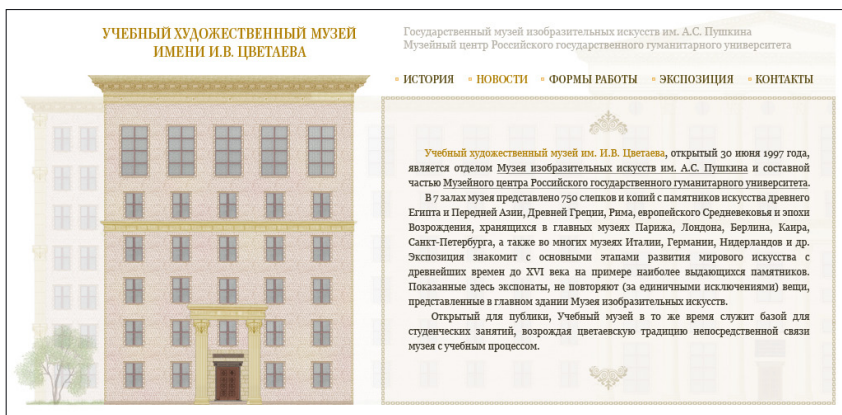 УЧЕБНЫЙ ХУДОЖЕСТВЕННЫЙ МУЗЕЙ
ИМЕНИ И.В. ЦВЕТАЕВА
Государственный музей изобразительных искусств им. А.С. Пушкина
Музейный центр Российского государственного гуманитарного университета
ИСТОРИЯ НОВОСТИ ФОРМЫ РАБОТЫ ЭКСПОЗИЦИЯ КОНТАКТЫ
Учебный художественный музей им. И.В. Цветаева, открытый 30 июня 1997 года,
является отделом Музея изобразительных искусств им. А.С. Пушкина и составной
частью Музейного центра Российского государственного гуманитарного университета.
В 7 залах музея представлено 750 слепков и копий с памятников искусства древнего
Египта и Передней Азии, Древней Греции, Рима, европейского Средневековья и эпохи
Возрождения, хранящихся в главных музеях Парижа, Лондона, Берлина, Каира,
Санкт-Петербурга, а также во многих музеях Италии, Германии, Нидерландов и др.
Экспозиция знакомит с основными этапами развития мирового искусства с
древнейших времен до XVI века на примере наиболее выдающихся памятников.
Показанные здесь экспонаты, не повторяют (за единичными исключениями) вещи,
представленные в главном здании Музея изобразительных искусств.
Открытый для публики, Учебный музей в то же время служит базой для
студенческих занятий, возрождая цветаевскую традицию непосредственной связи
музея с учебным процессом.